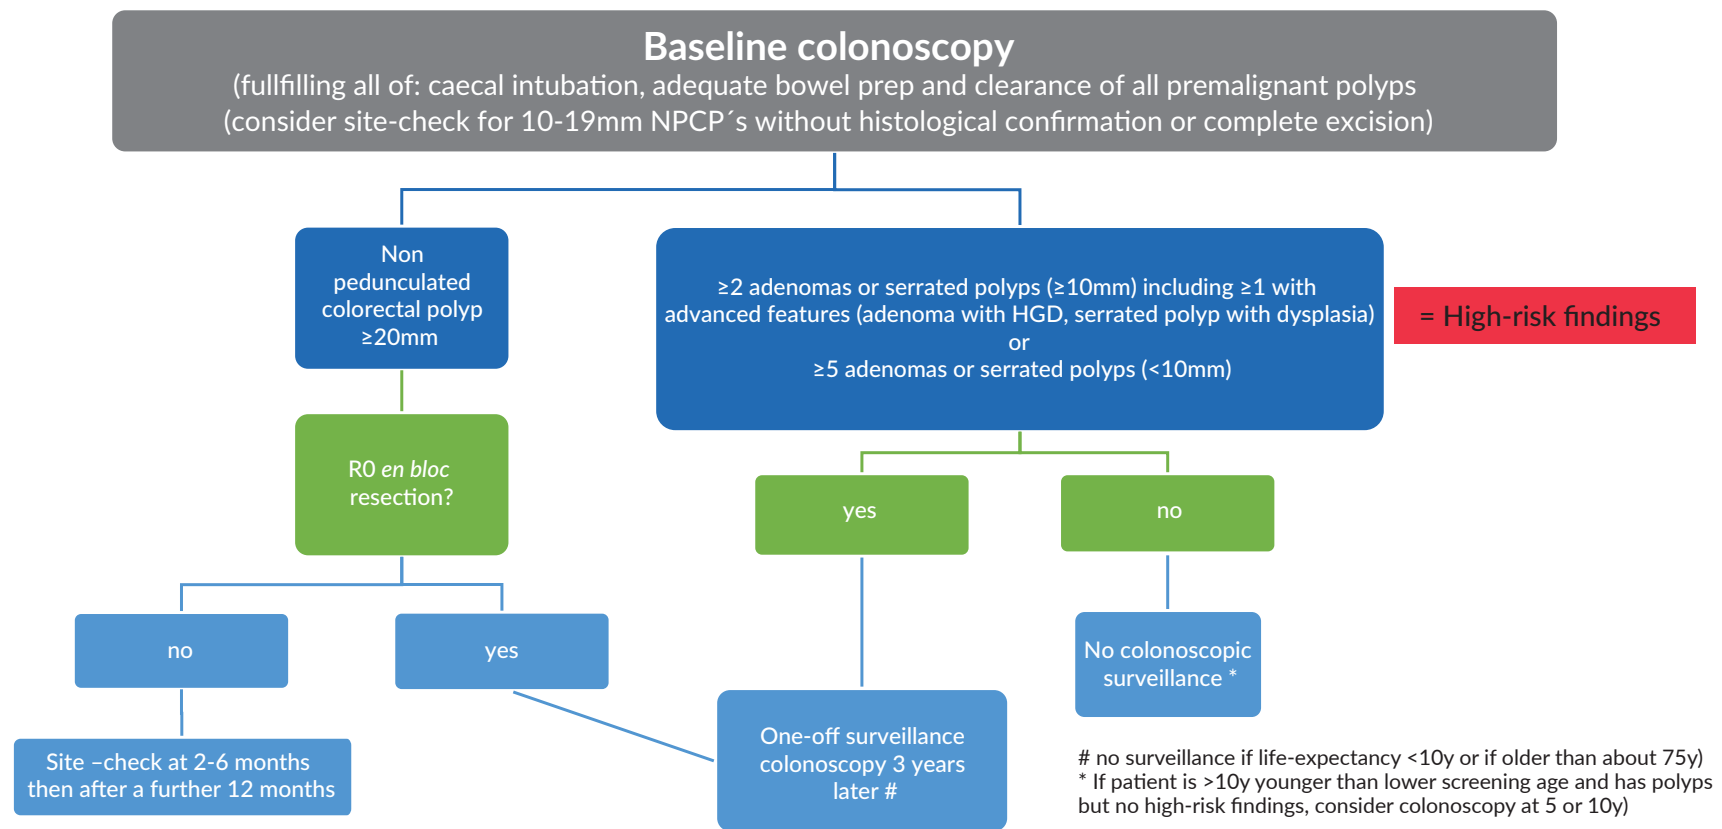 Baseline colonoscopy
(fullfilling all of: caecal intubation, adequate bowel prep and clearance of all premalignant polyps
(consider site-check for 10-19mm NPCP´s without histological confirmation or complete excision)
Non
pedunculated
colorectal polyp
≥20mm
≥2 adenomas or serrated polyps (≥10mm) including ≥1 with
advanced features (adenoma with HGD, serrated polyp with dysplasia)
or
≥5 adenomas or serrated polyps (<10mm)
= High-risk findings
R0 en bloc
resection?
yes
no
no
yes
No colonoscopic
surveillance *
Site –check at 2-6 months
then after a further 12 months
One-off surveillance
colonoscopy 3 years
later #
# no surveillance if life-expectancy <10y or if older than about 75y)
* If patient is >10y younger than lower screening age and has polyps
but no high-risk findings, consider colonoscopy at 5 or 10y)